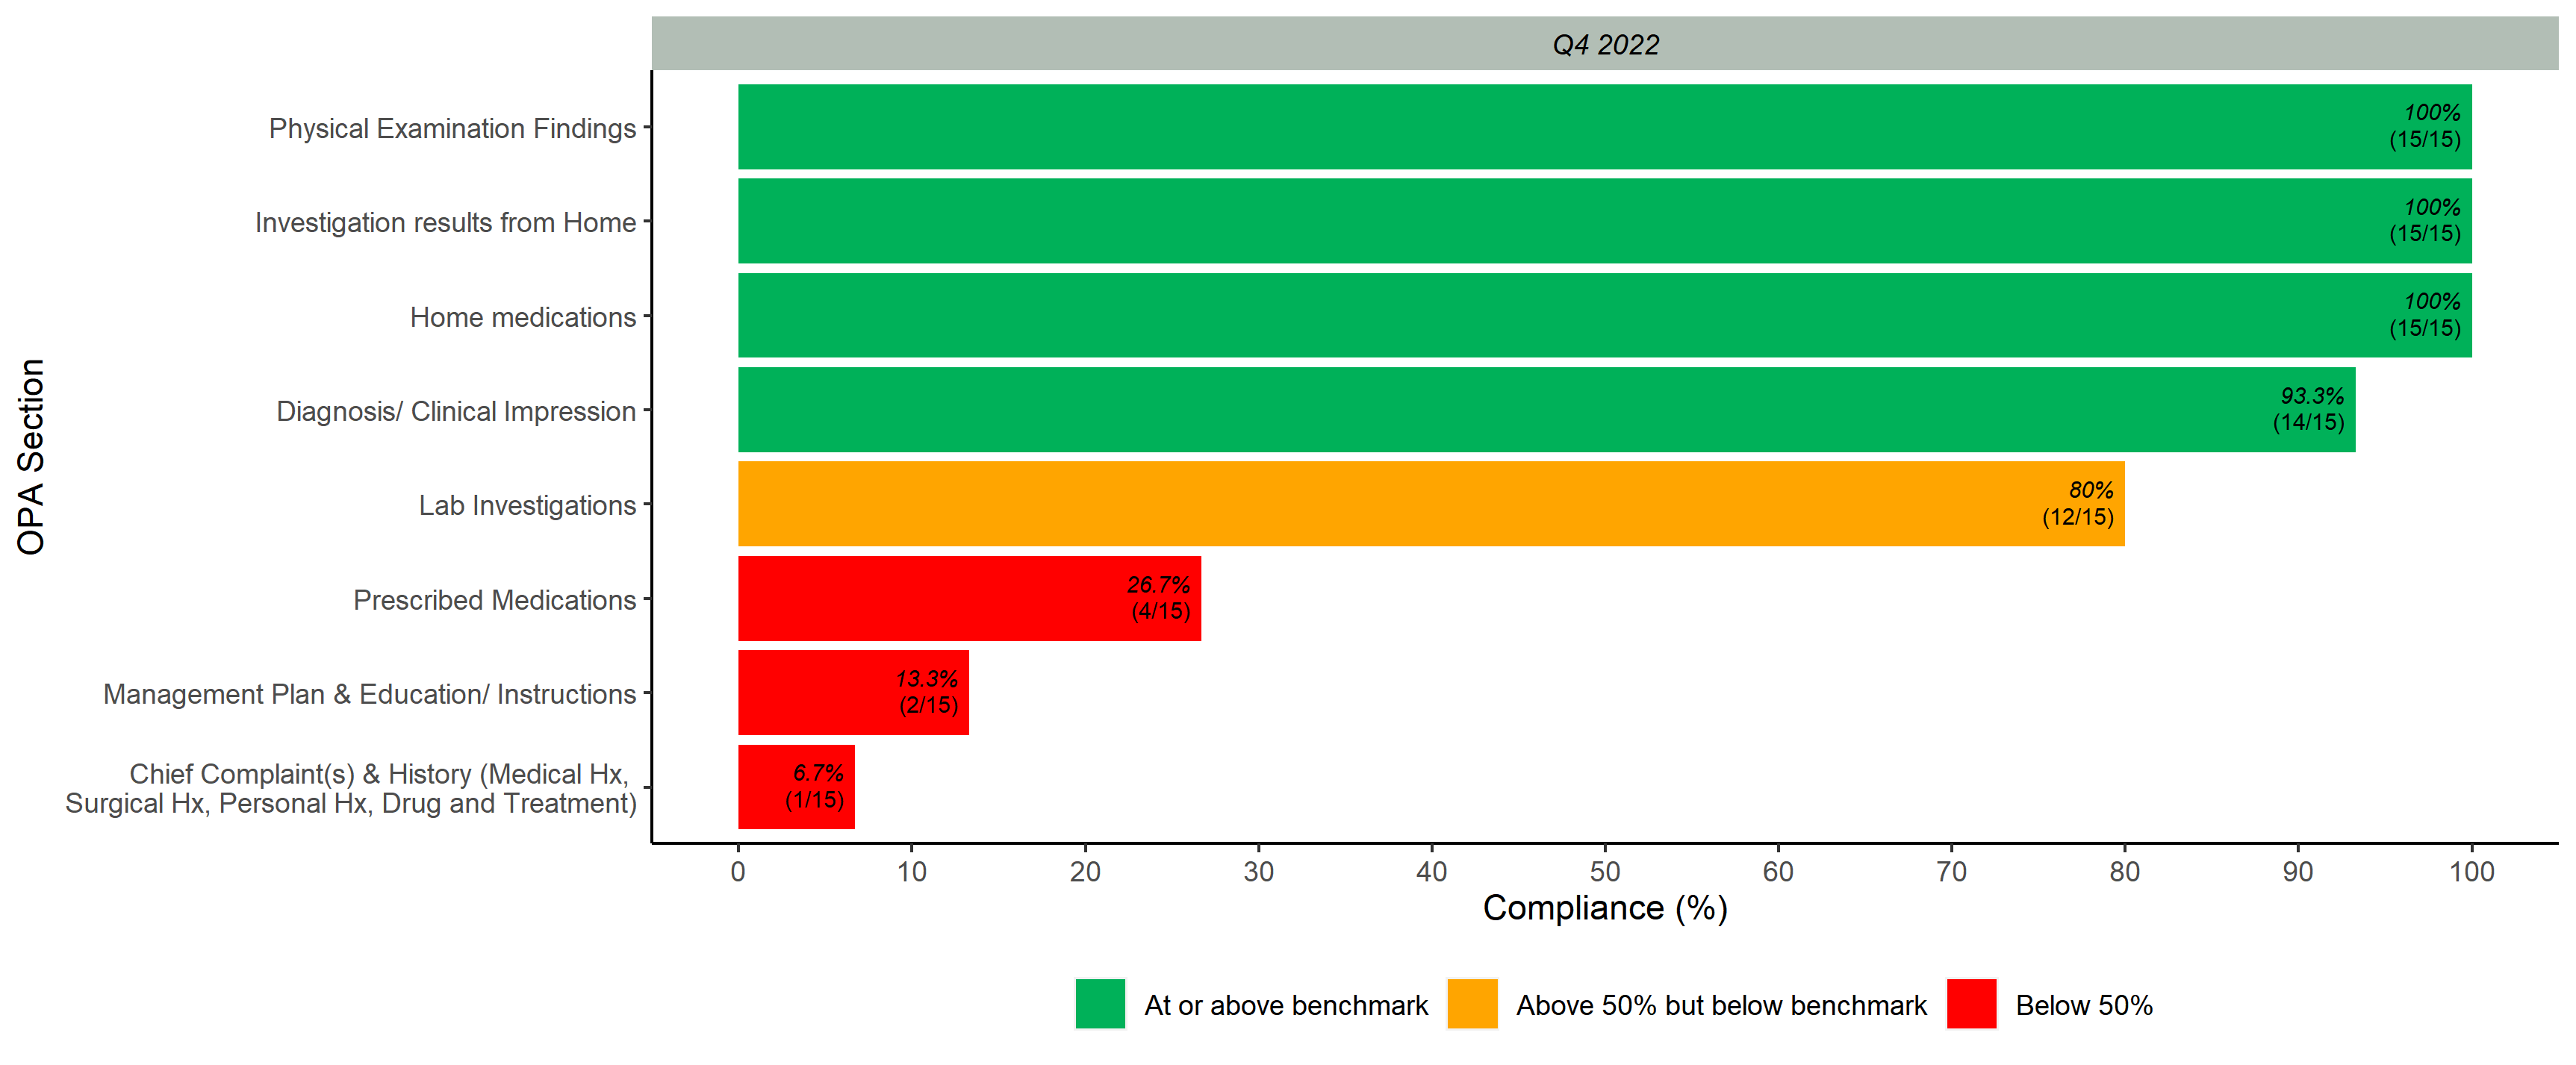 Q4 2022
OPA Section
Physical Examination Findings
100%
(15/15)
Investigation results from Home
100%
(15/15)
Home medications
100%
(15/15)
Diagnosis/ Clinical Impression
93.3%
(14/15)
Lab Investigations
80%
(12/15)
Prescribed Medications
26.7%
(4/15)
Management Plan & Education/ Instructions
13.3%
(2/15)
Chief Complaint(s) & History (Medical Hx,
Surgical Hx, Personal Hx, Drug and Treatment)
6.7%
(1/15)
0 10 20 30 40 50 60 70 80 90 100
Compliance (%)
At or above benchmark Above 50% but below benchmark Below 50%